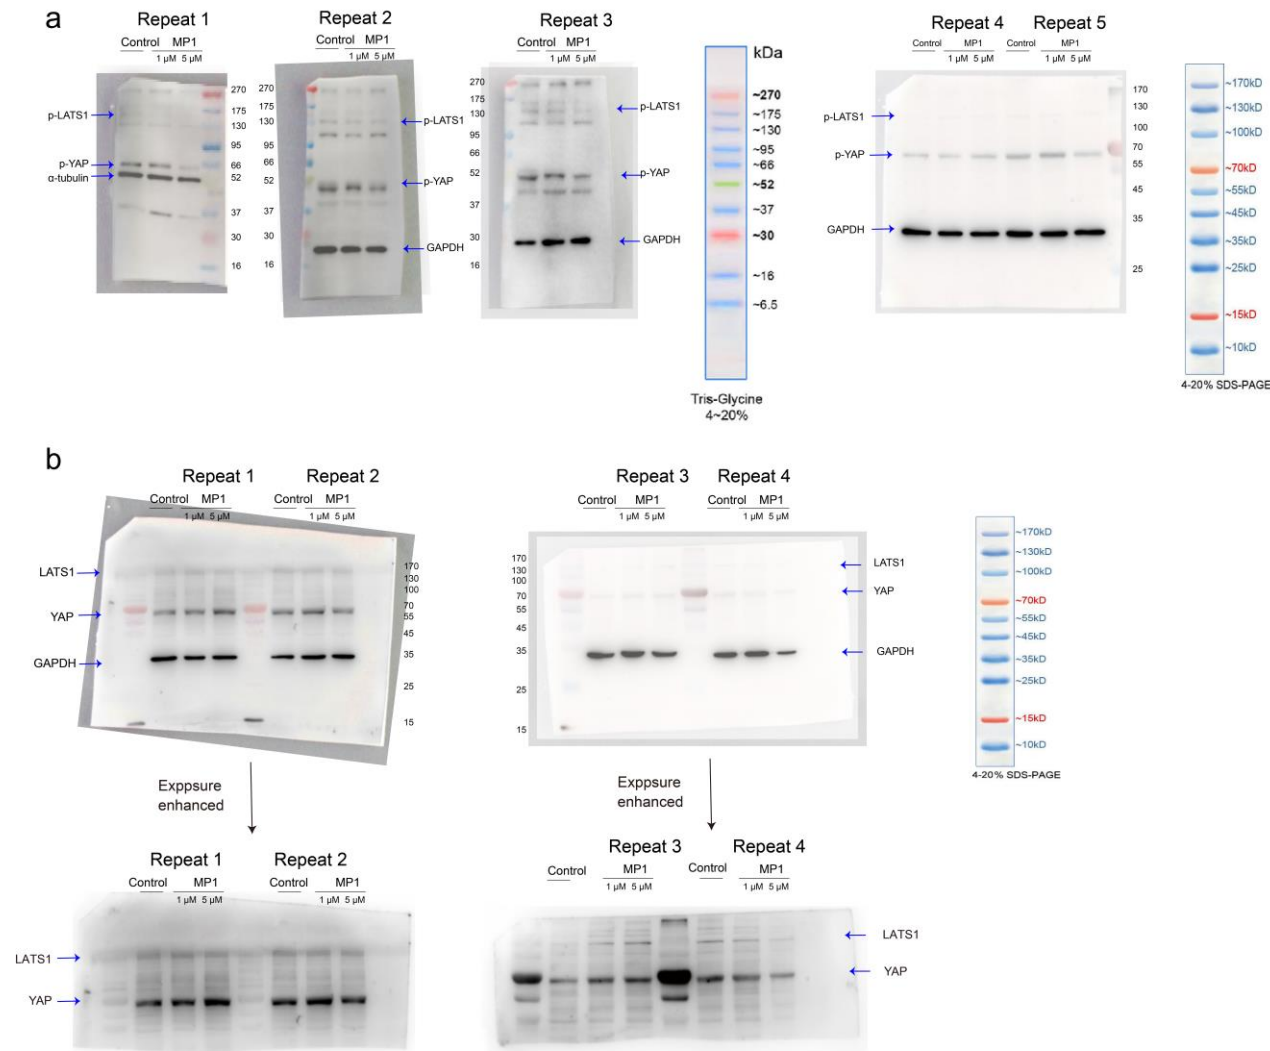 a
Repeat 1
Control MP1
1 μM 5 μM
p-LATS1
p-YAP
α-tubulin
270
175
130
95
66
52
37
30
16
Repeat 2
Control MP1
1 μM 5 μM
270
175
130
95
66
52
37
30
16
p-LATS1
p-YAP
GAPDH
Repeat 3
Control MP1
1 μM 5 μM
270
175
130
95
66
52
37
30
16
p-LATS1
p-YAP
GAPDH
kDa
~270
~175
~130
~95
~66
~52
~37
~30
~16
~6.5
Tris-Glycine
4~20%
Repeat 4 Repeat 5
Control MP1 Control MP1
1 μM 5 μM 1 μM 5 μM
p-LATS1
p-YAP
GAPDH
170
130
100
70
55
45
35
25
~170kD
~130kD
~100kD
~70kD
~55kD
~45kD
~35kD
~25kD
~15kD
~10kD
4-20% SDS-PAGE
b
Repeat 1 Repeat 2
Control MP1 Control MP1
1 μM 5 μM 1 μM 5 μM
LATS1
YAP
GAPDH
170
130
100
70
55
45
35
25
15
Exppsure
enhanced
Repeat 1 Repeat 2
Control MP1 Control MP1
1 μM 5 μM 1 μM 5 μM
LATS1
YAP
Repeat 3 Repeat 4
Control MP1 Control MP1
1 μM 5 μM 1 μM 5 μM
170
130
100
70
55
45
35
25
15
LATS1
YAP
GAPDH
Exppsure
enhanced
Repeat 3 Repeat 4
Control MP1 Control MP1
1 μM 5 μM 1 μM 5 μM
LATS1
YAP
~170kD
~130kD
~100kD
~70kD
~55kD
~45kD
~35kD
~25kD
~15kD
~10kD
4-20% SDS-PAGE